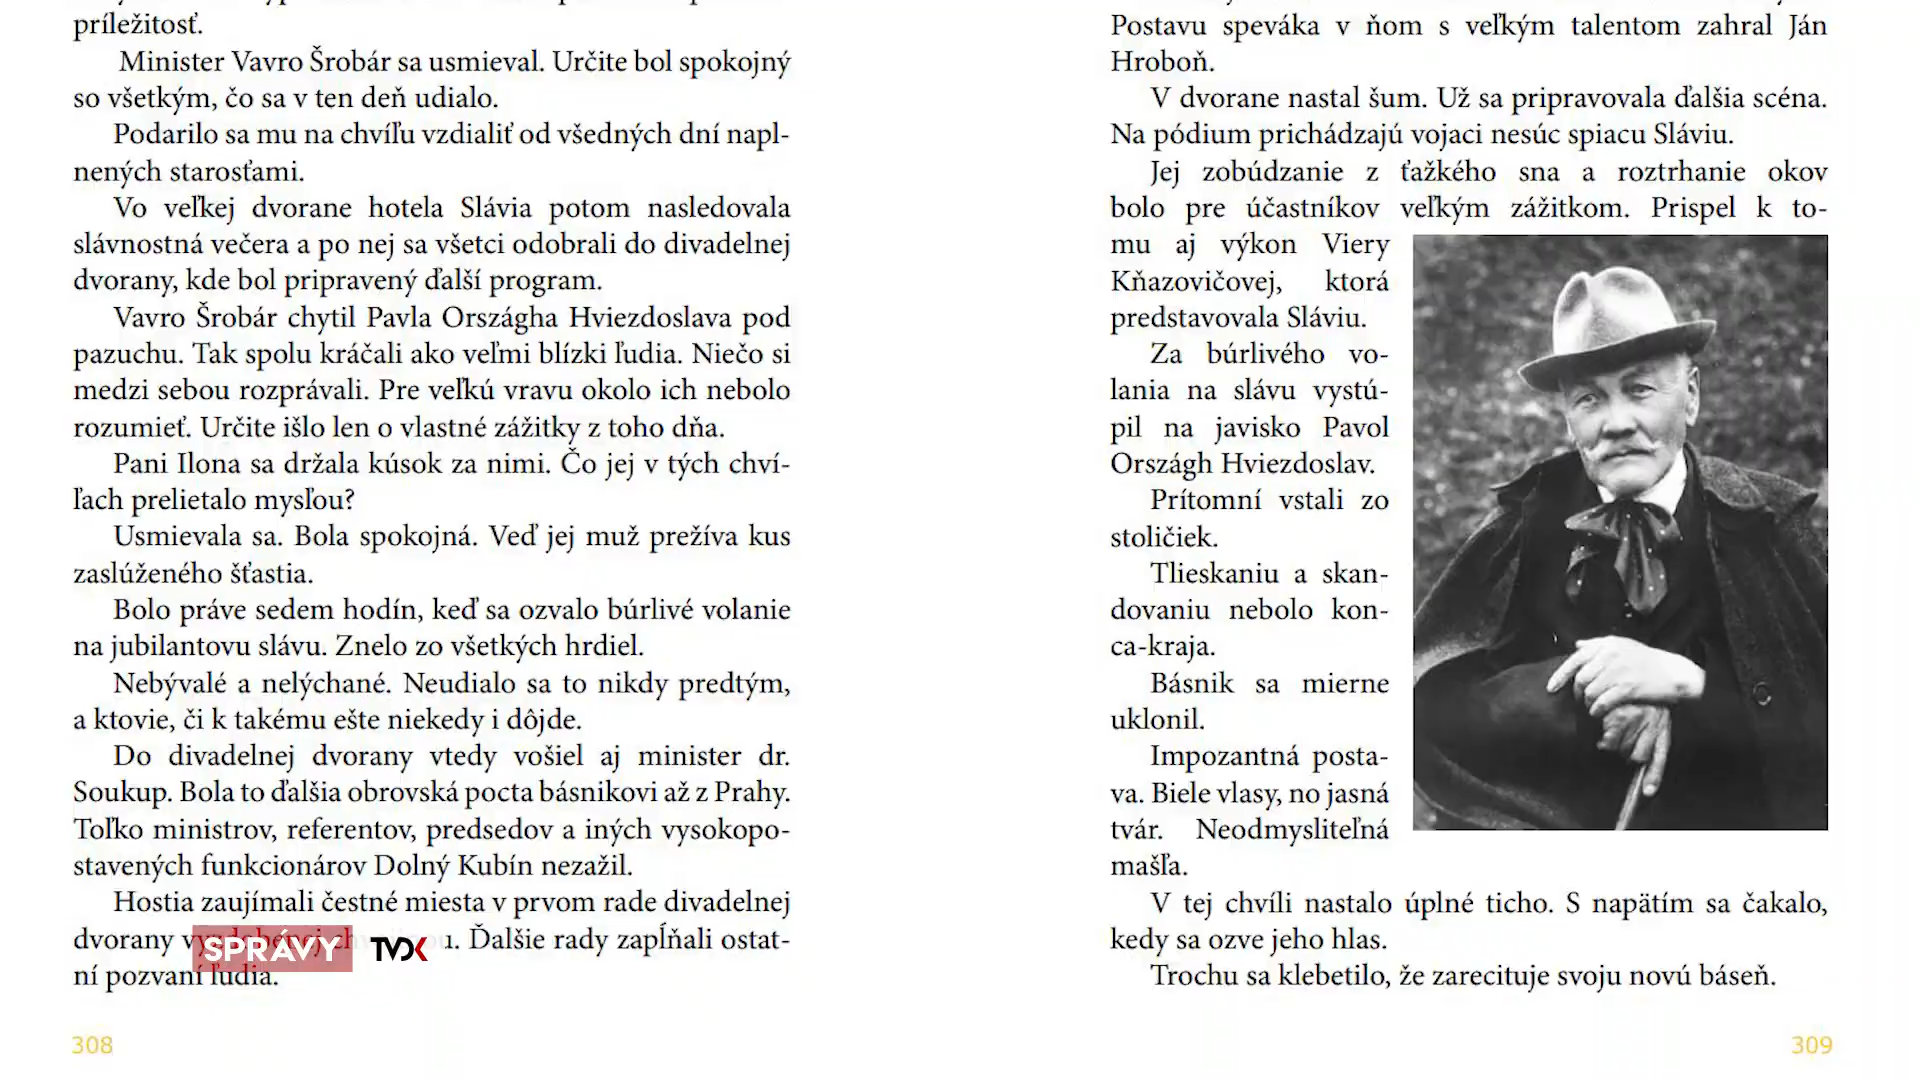 príležitosť.
Minister Vavro Šrobár sa usmieval. Určite bol spokojný
so všetkým, čo sa v ten deň udialo.
Podarilo sa mu na chvíľu vzdialiť od všedných dní napl-
nených starosťami.
Vo veľkej dvorane hotela Slávia potom nasledovala
slávnostná večera a po nej sa všetci odobrali do divadelnej
dvorany, kde bol pripravený ďalší program.
Vavro Šrobár chytil Pavla Országha Hviezdoslava pod
pazuchu. Tak spolu kráčali ako veľmi blízki ľudia. Niečo si
medzi sebou rozprávali. Pre veľkú vravu okolo ich nebolo
rozumieť. Určite išlo len o vlastné zážitky z toho dňa.
Pani Ilona sa držala kúsok za nimi. Čo jej v tých chví-
ľach prelietalo mysľou?
Usmievala sa. Bola spokojná. Veď jej muž prežíva kus
zaslúženého šťastia.
Bolo práve sedem hodín, keď sa ozvalo búrlivé volanie
na jubilantovu slávu. Znelo zo všetkých hrdiel.
Nebývalé a nelýchané. Neudialo sa to nikdy predtým,
a ktovie, či k takému ešte niekedy i dôjde.
Do divadelnej dvorany vtedy vošiel aj minister dr.
Soukup. Bola to ďalšia obrovská pocta básnikovi až z Prahy.
Toľko ministrov, referentov, predsedov a iných vysokopo-
stavených funkcionárov Dolný Kubín nezažil.
Hostia zaujímali čestné miesta v prvom rade divadelnej
dvorany Ďalšie rady zapĺňali ostat-
ní pozvaní ľudia.
SPRÁVY TVDK
308
Postavu speváka v ňom s veľkým talentom zahral Ján
Hroboň.
V dvorane nastal šum. Už sa pripravovala ďalšia scéna.
Na pódium prichádzajú vojaci nesúc spiacu Sláviu.
Jej zobúdzanie z ťažkého sna a roztrhanie okov
bolo pre účastníkov veľkým zážitkom. Prispel k to-
mu aj výkon Viery
Kňazovičovej, ktorá
predstavovala Sláviu.
Za búrlivého vo-
lania na slávu vystú-
pil na javisko Pavol
Országh Hviezdoslav.
Prítomní vstali zo
stoličiek.
Tlieskaniu a skan-
dovaniu nebolo kon-
ca-kraja.
Básnik sa mierne
uklonil.
Impozantná posta-
va. Biele vlasy, no jasná
tvár. Neodmysliteľná
mašľa.
V tej chvíli nastalo úplné ticho. S napätím sa čakalo,
kedy sa ozve jeho hlas.
Trochu sa klebetilo, že zarecituje svoju novú báseň.
309